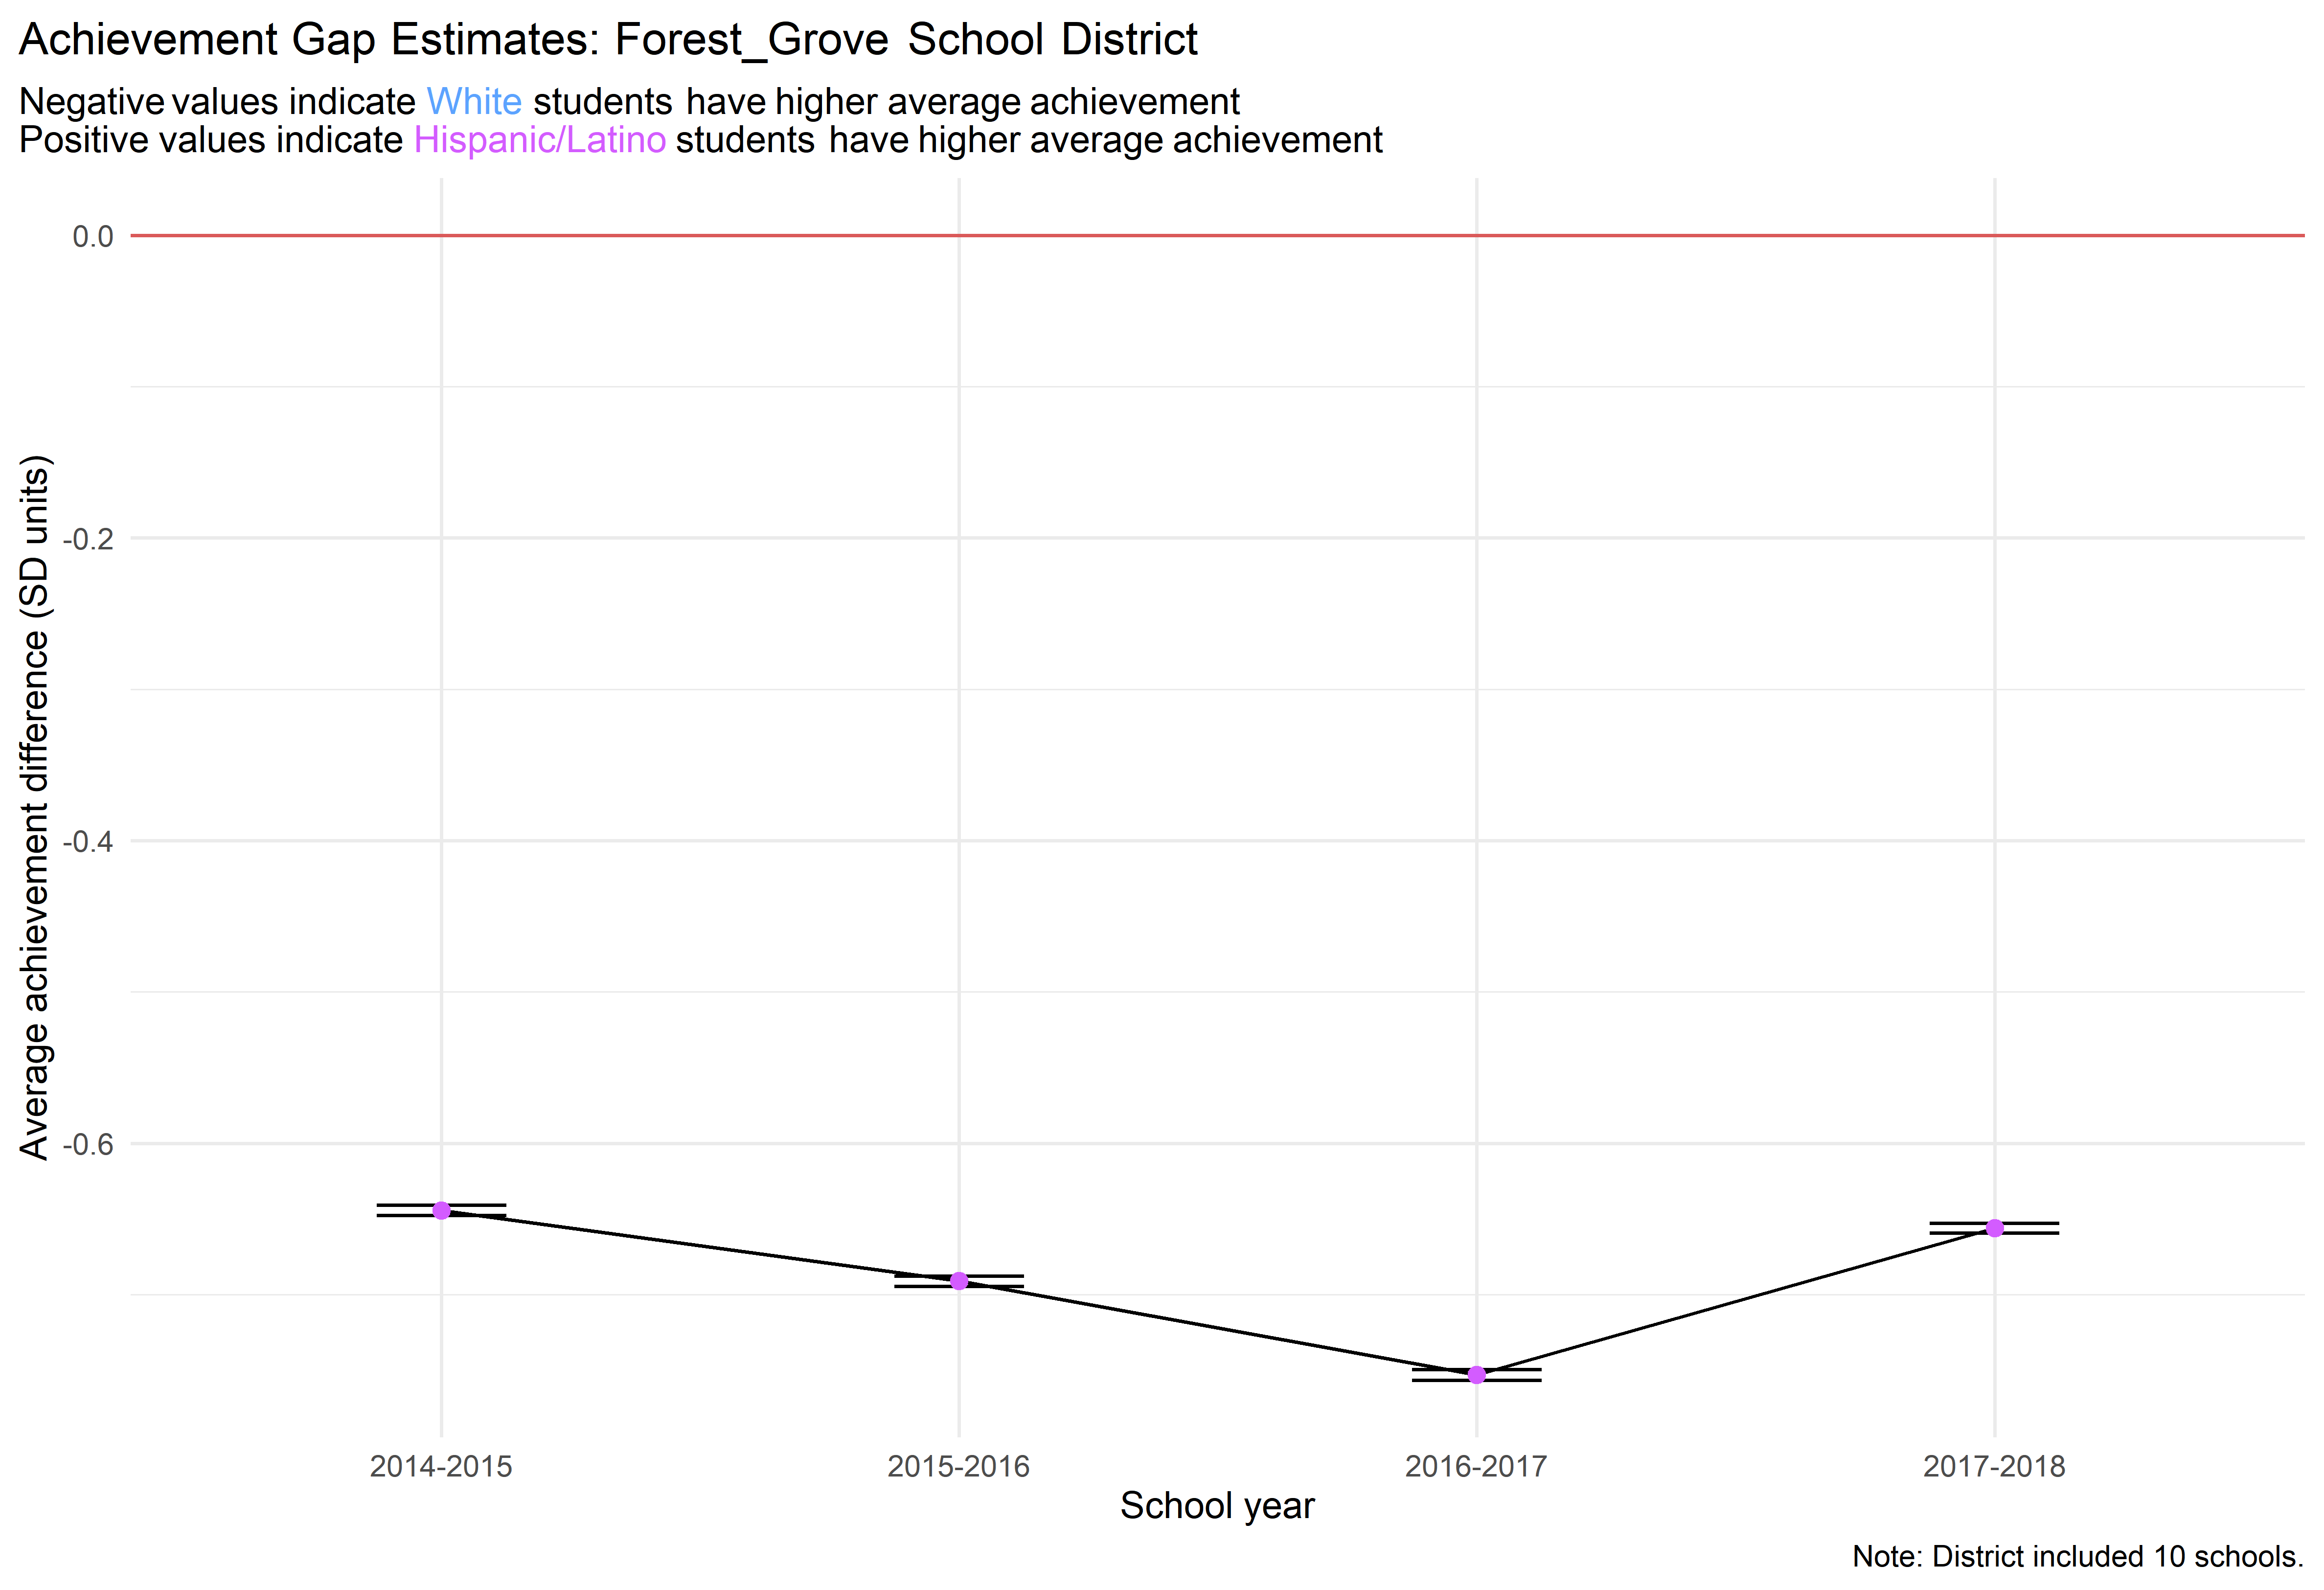 Achievement Gap Estimates: Forest_Grove School District
Negative values indicate White students have higher average achievement
Positive values indicate Hispanic/Latino students have higher average achievement
Average achievement difference (SD units)
0.0
-0.2
-0.4
-0.6
2014-2015 2015-2016 2016-2017 2017-2018
School year
Note: District included 10 schools.